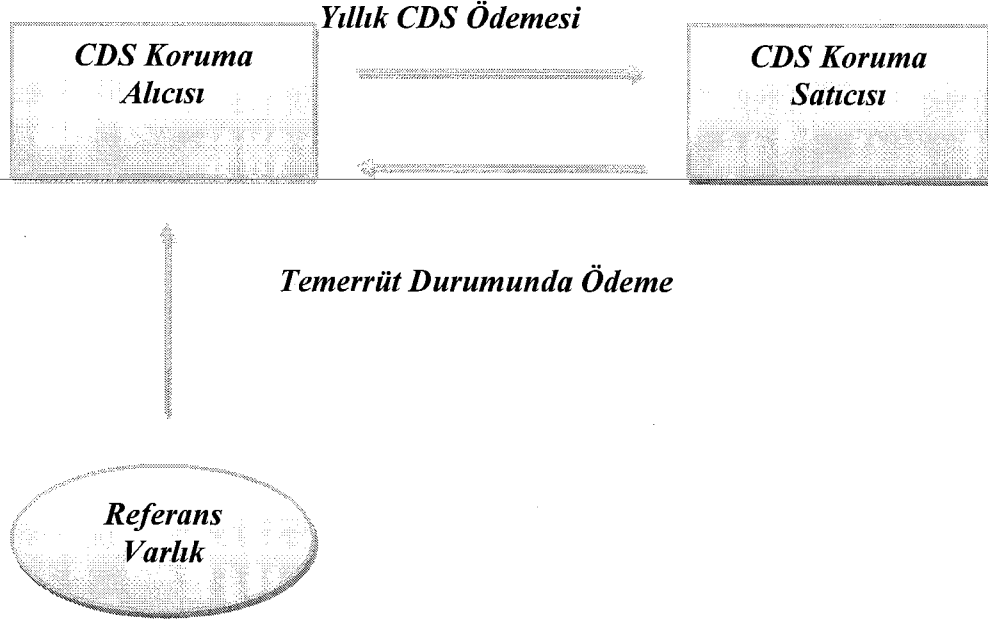 Yıllık CDS Ödemesi
CDS Koruma
Alıcısı
CDS Koruma
Satıcısı
Temerrüt Durumunda Ödeme
Referans
Varlık